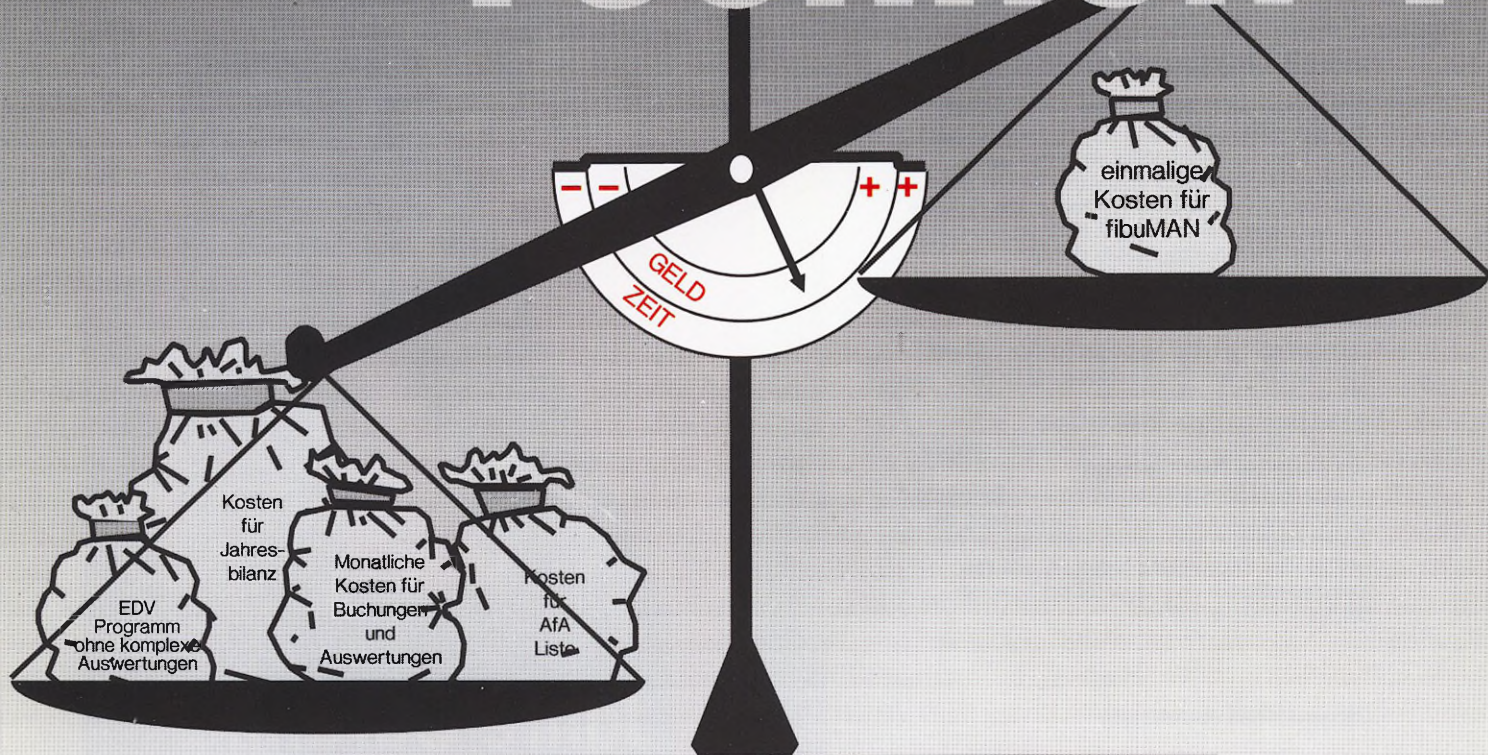 − − + +
GELD
ZEIT
einmalige
Kosten für
fibuMAN
Kosten
für
Jahres-
bilanz
EDV
Programm
ohne komplexe
Auswertungen
Monatliche
Kosten für
Buchungen
und
Auswertungen
Kosten
für
AfA
Liste